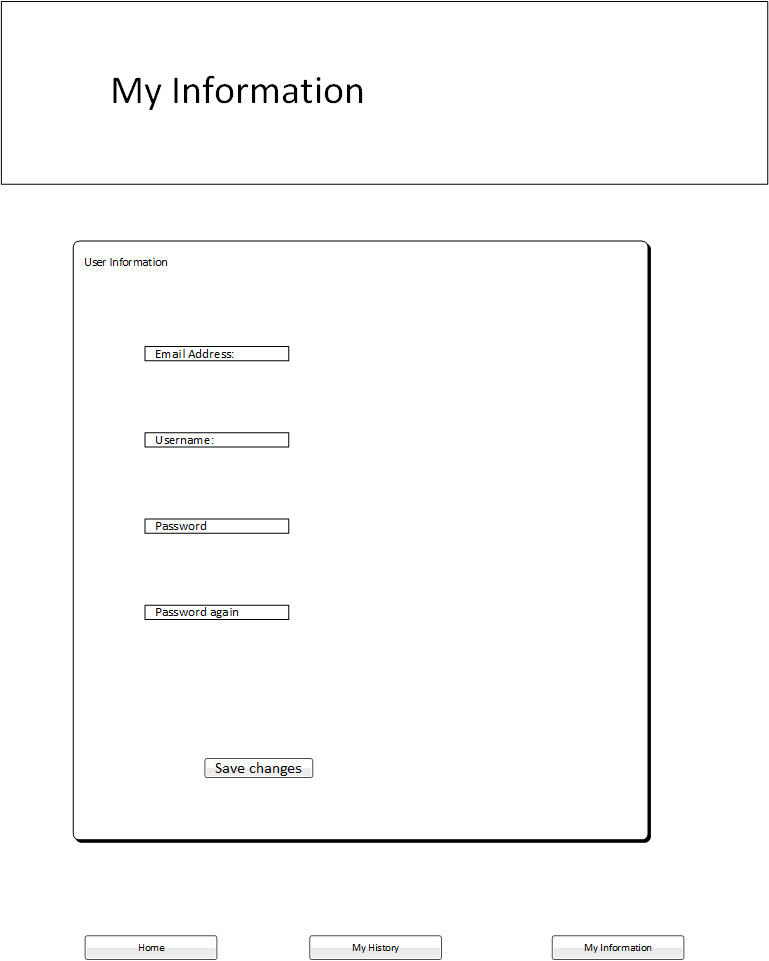 My Information
User Information
Email Address:
Username:
Password
Password again
Save changes
Home
My History
My Information